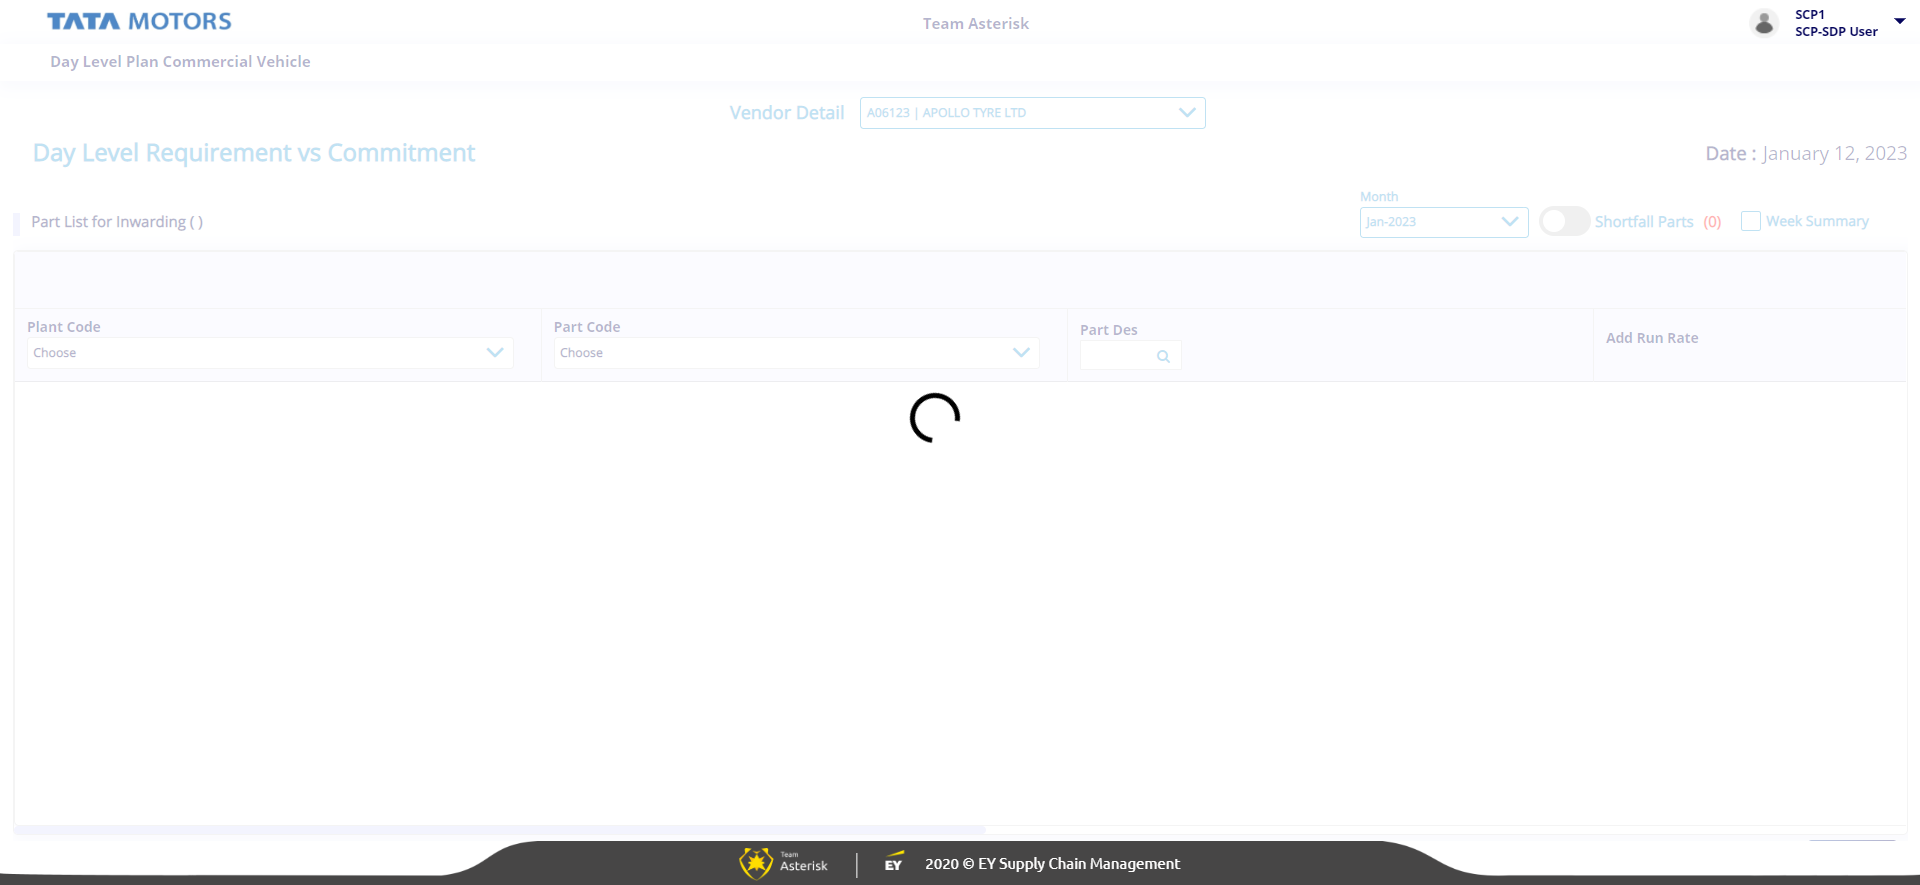 TATA MOTORS
Team Asterisk
SCP1
SCP-SDP User
Day Level Plan Commercial Vehicle
Vendor Detail
A06123 | APOLLO TYRE LTD
Day Level Requirement vs Commitment
Date : January 12, 2023
Part List for Inwarding ( )
Month
Jan-2023
Shortfall Parts (0)
Week Summary
Plant Code
Choose
Part Code
Choose
Part Des
Add Run Rate
Team
Asterisk
EY
2020 © EY Supply Chain Management